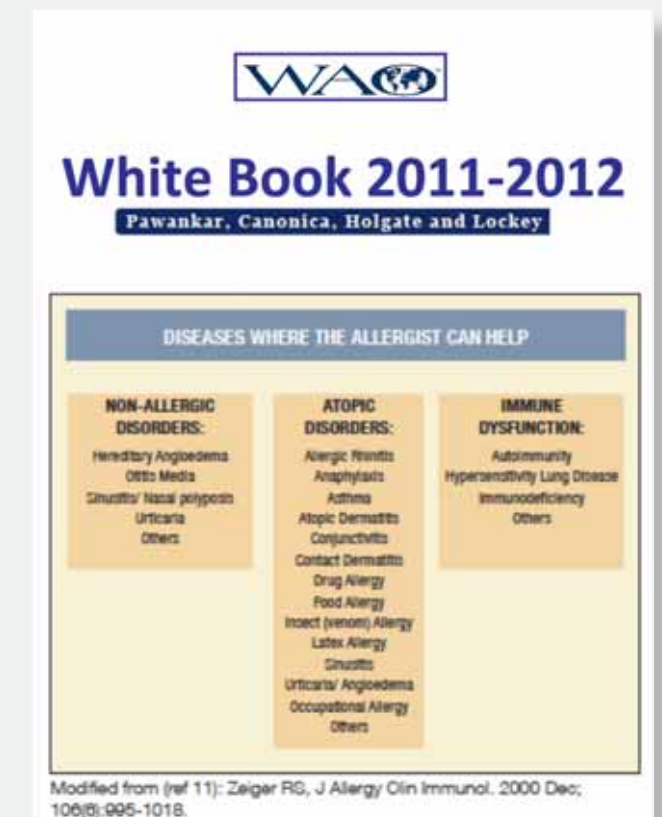 WAO
White Book 2011-2012
Pawankar, Canonica, Holgate and Lockey
DISEASES WHERE THE ALLERGIST CAN HELP
NON-ALLERGIC
DISORDERS:
Hereditary Angioedema
Otitis Media
Sinusitis/ Nasal polyposis
Urticaria
Others
ATOPIC
DISORDERS:
Allergic Rhinitis
Anaphylaxis
Asthma
Atopic Dermatitis
Conjunctivitis
Contact Dermatitis
Drug Allergy
Food Allergy
Insect (venom) Allergy
Latex Allergy
Sinusitis
Urticaria/ Angioedema
Occupational Allergy
Others
IMMUNE
DYSFUNCTION:
Autoimmunity
Hypersensitivity Lung Disease
Immunodeficiency
Others
Modified from (ref 11): Zeiger RS, J Allergy Clin Immunol. 2000 Dec;
106(6):995-1018.